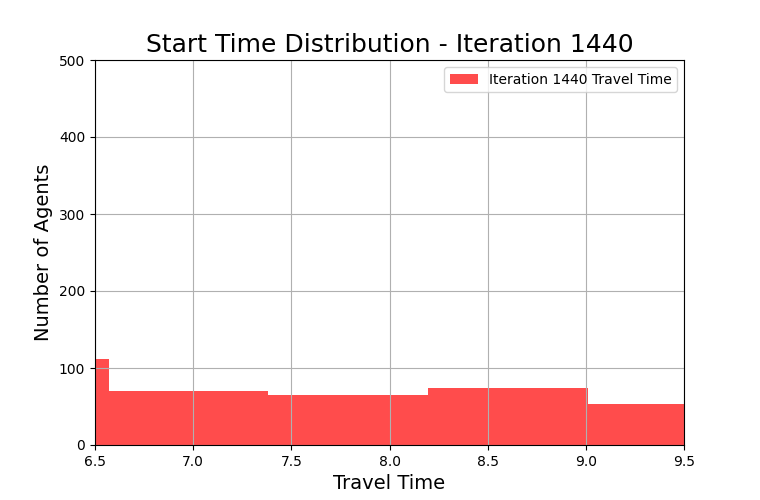 Start Time Distribution - Iteration 1440
Iteration 1440 Travel Time
Number of Agents
500
400
300
200
100
0
6.5 7.0 7.5 8.0 8.5 9.0 9.5
Travel Time